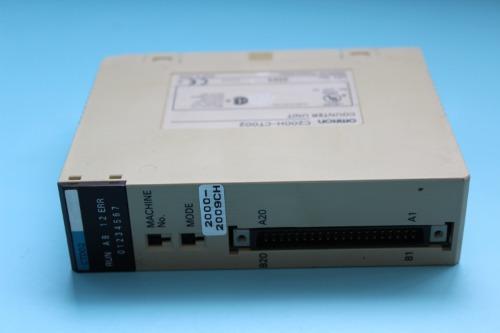 OMRON C200H-CT002
COUNTER UNIT
CT002
RUN A B 1 2 ERR
0 1 2 3 4 5 6 7
MACHINE
No.
MODE
2000-
2009CH
A20
A1
B20
B1